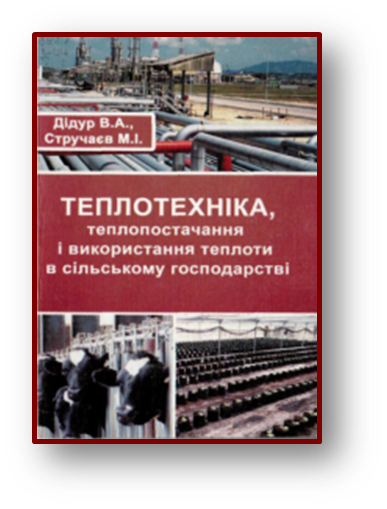 Дідур В.А.,
Стручаєв М.І.
ТЕПЛОТЕХНІКА,
теплопостачання
і використання теплоти
в сільському господарстві